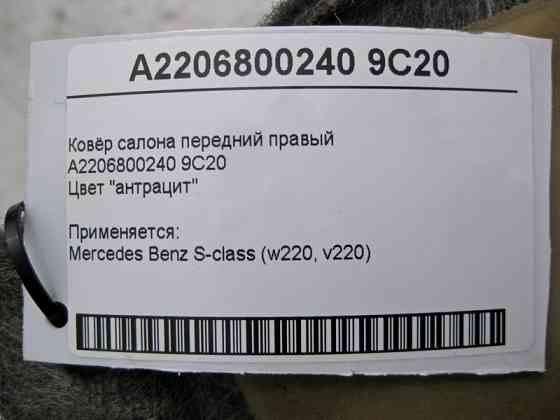 A2206800240 9C20
Ковёр салона передний правый
A2206800240 9C20
Цвет "антрацит"
Применяется:
Mercedes Benz S-class (w220, v220)